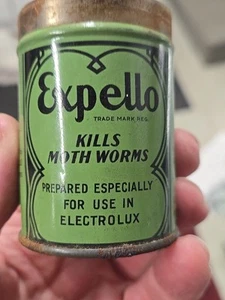 Expello
TRADE MARK REG.
KILLS
MOTH WORMS
PREPARED ESPECIALLY
FOR USE IN
ELECTROLUX